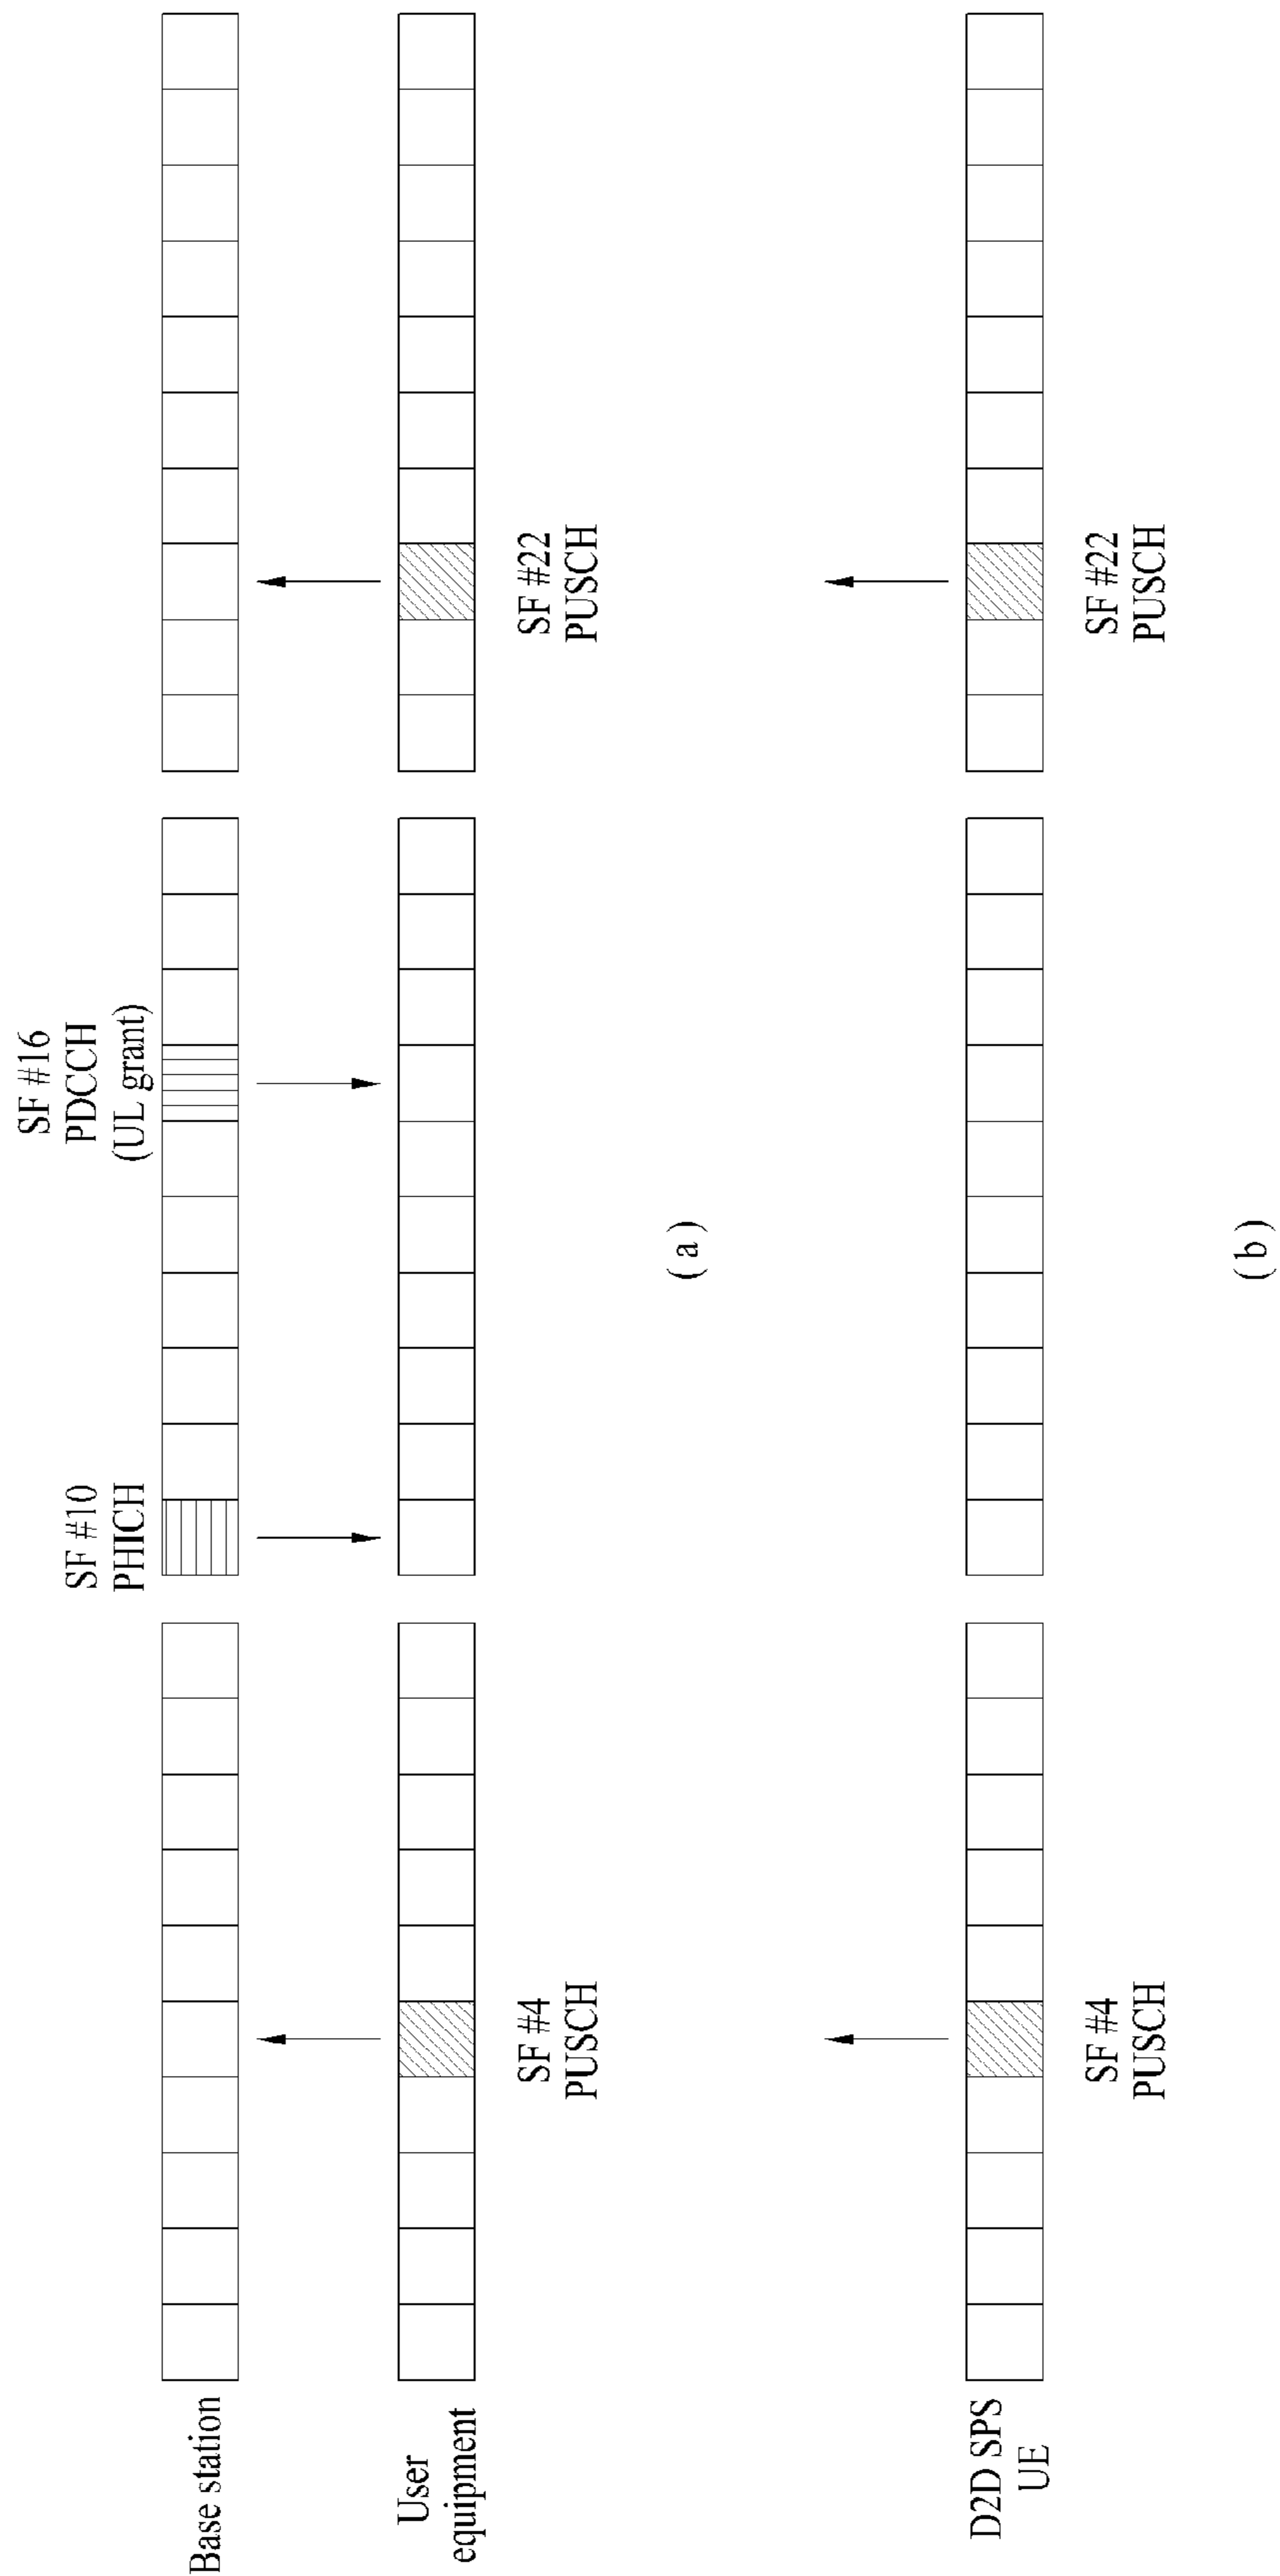 SF #10
PHICH
SF #16
PDCCH
(UL grant)
Base station
User
equipment
SF #4
PUSCH
SF #22
PUSCH
( a )
D2D SPS
UE
SF #4
PUSCH
SF #22
PUSCH
( b )